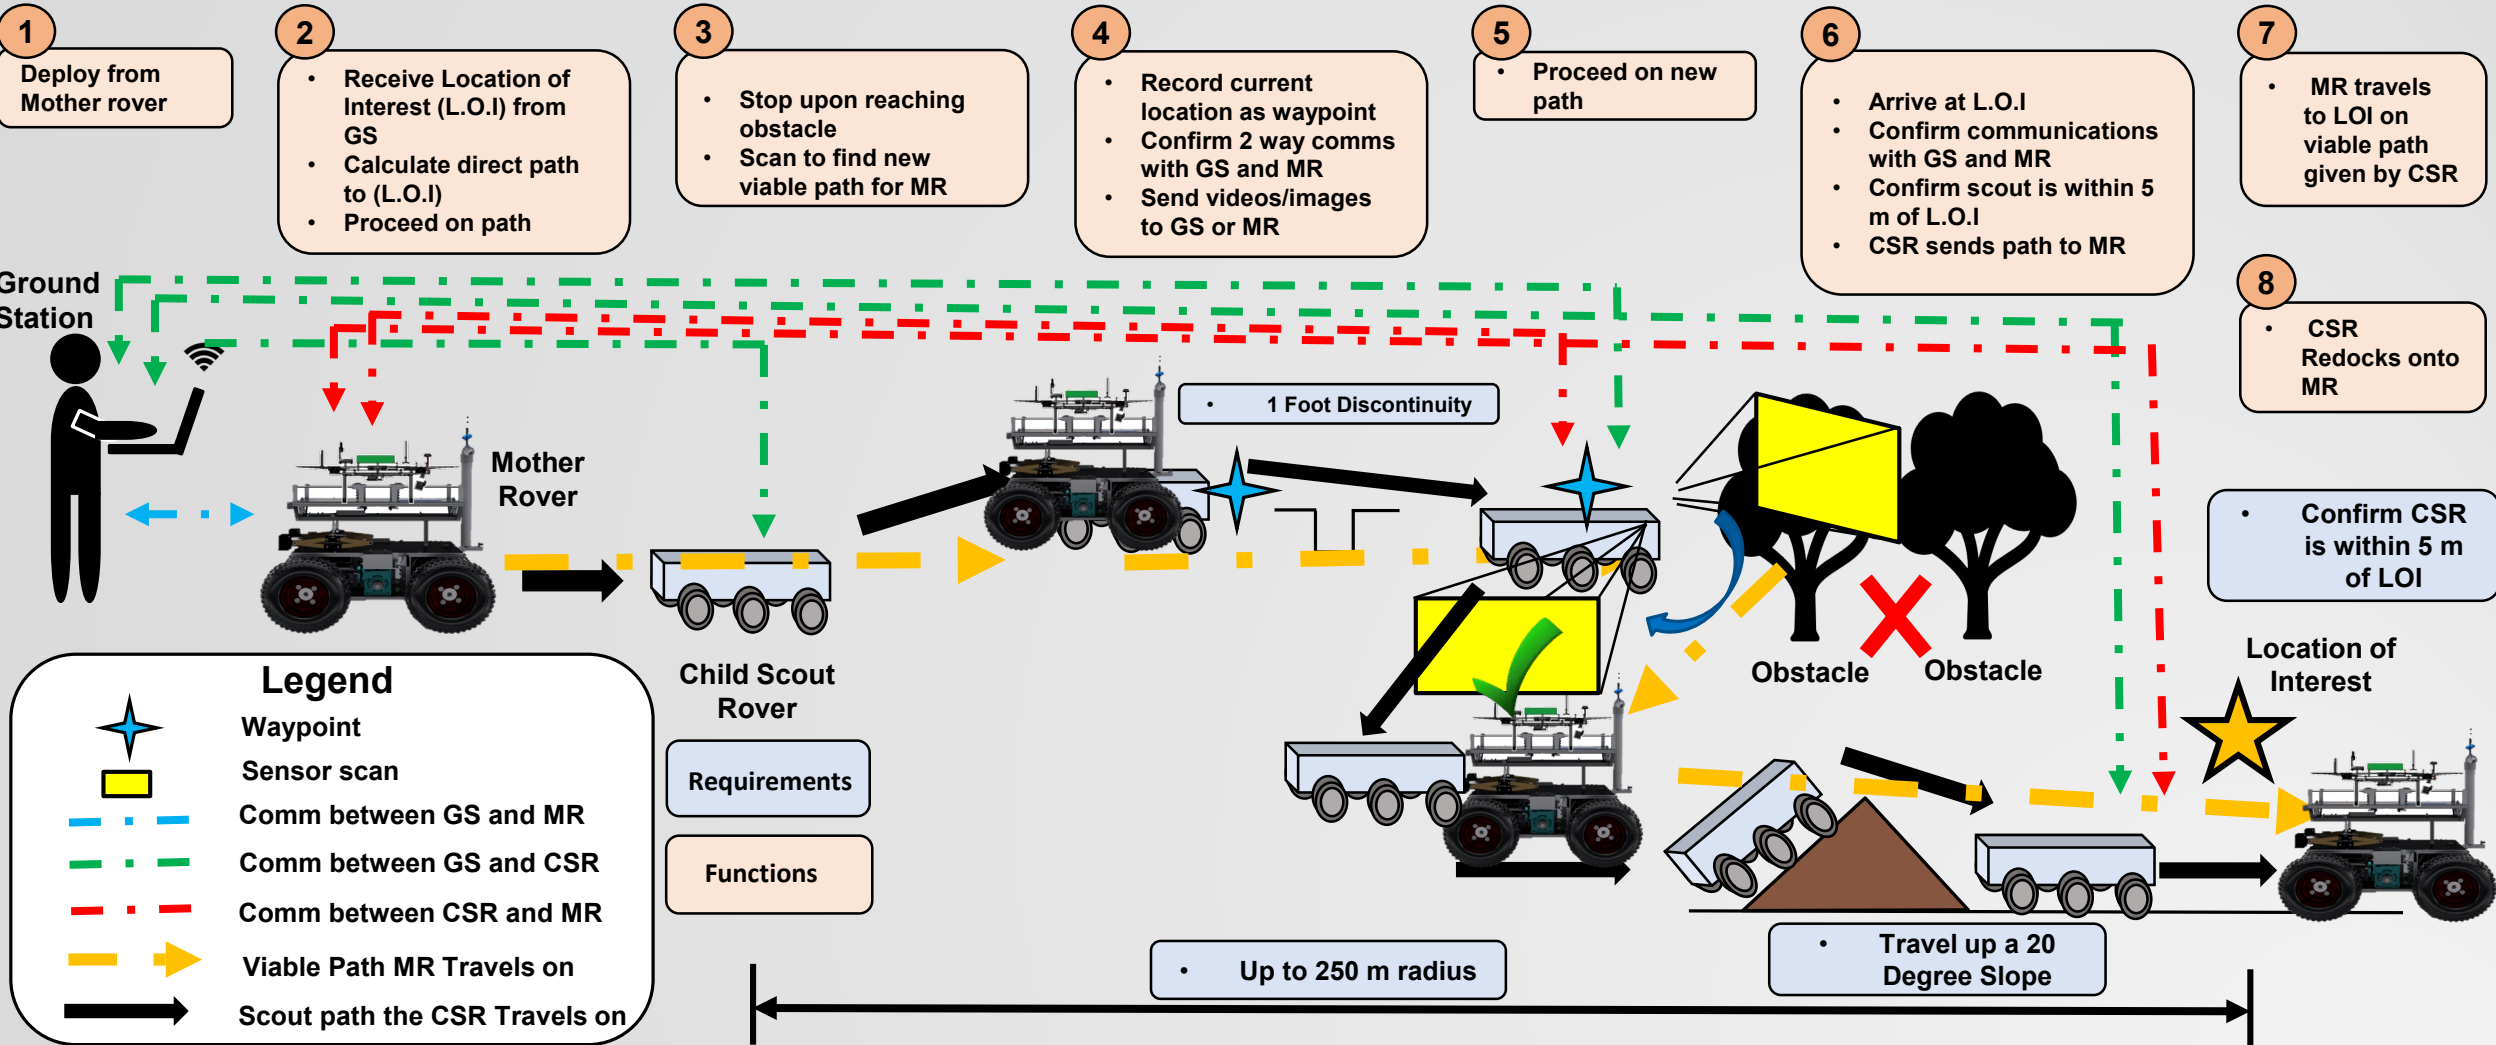 1
Deploy from
Mother rover
2
• Receive Location of
Interest (L.O.I) from
GS
• Calculate direct path
to (L.O.I)
• Proceed on path
3
• Stop upon reaching
obstacle
• Scan to find new
viable path for MR
4
• Record current
location as waypoint
• Confirm 2 way comms
with GS and MR
• Send videos/images
to GS or MR
5
• Proceed on new
path
6
• Arrive at L.O.I
• Confirm communications
with GS and MR
• Confirm scout is within 5
m of L.O.I
• CSR sends path to MR
7
• MR travels
to LOI on
viable path
given by CSR
8
• CSR
Redocks onto
MR
Ground
Station
Mother
Rover
• 1 Foot Discontinuity
• Confirm CSR
is within 5 m
of LOI
Child Scout
Rover
Obstacle
Obstacle
Location of
Interest
Requirements
Functions
Legend
Waypoint
Sensor scan
Comm between GS and MR
Comm between GS and CSR
Comm between CSR and MR
Viable Path MR Travels on
Scout path the CSR Travels on
• Up to 250 m radius
• Travel up a 20
Degree Slope